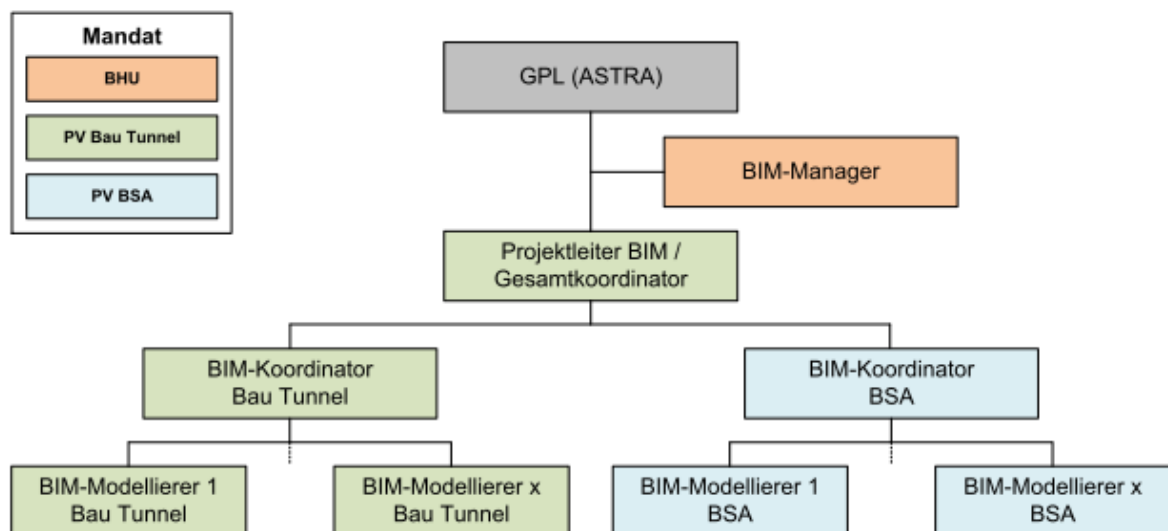 Mandat
BHU
PV Bau Tunnel
PV BSA
GPL (ASTRA)
BIM-Manager
Projektleiter BIM /
Gesamtkoordinator
BIM-Koordinator
Bau Tunnel
BIM-Koordinator
BSA
BIM-Modellierer 1
Bau Tunnel
BIM-Modellierer x
Bau Tunnel
BIM-Modellierer 1
BSA
BIM-Modellierer x
BSA